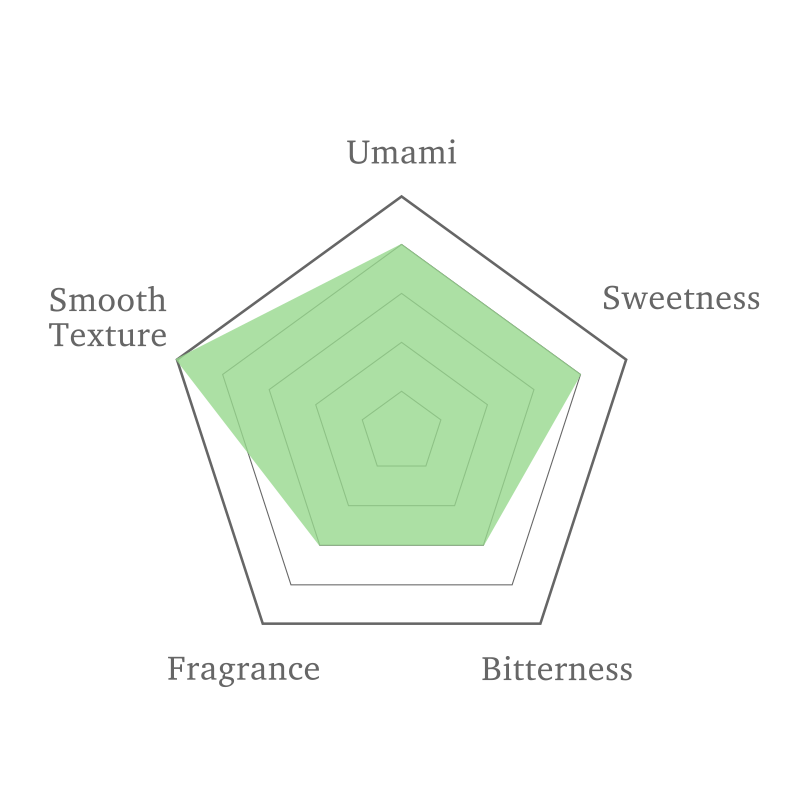 Umami
Sweetness
Smooth
Texture
Fragrance
Bitterness